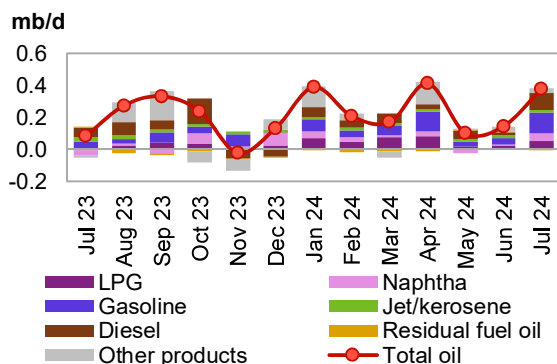 mb/d
0.6
0.4
0.2
0.0
-0.2
Jul 23
Aug 23
Sep 23
Oct 23
Nov 23
Dec 23
Jan 24
Feb 24
Mar 24
Apr 24
May 24
Jun 24
Jul 24
LPG
Naphtha
Gasoline
Jet/kerosene
Diesel
Residual fuel oil
Other products
Total oil